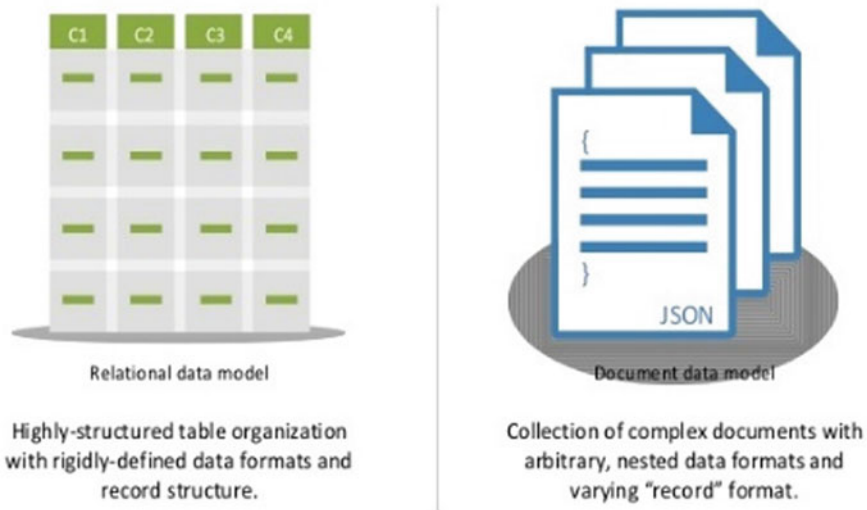 C1 C2 C3 C4
Relational data model
Highly-structured table organization
with rigidly-defined data formats and
record structure.
{
}
JSON
Document data model
Collection of complex documents with
arbitrary, nested data formats and
varying “record” format.